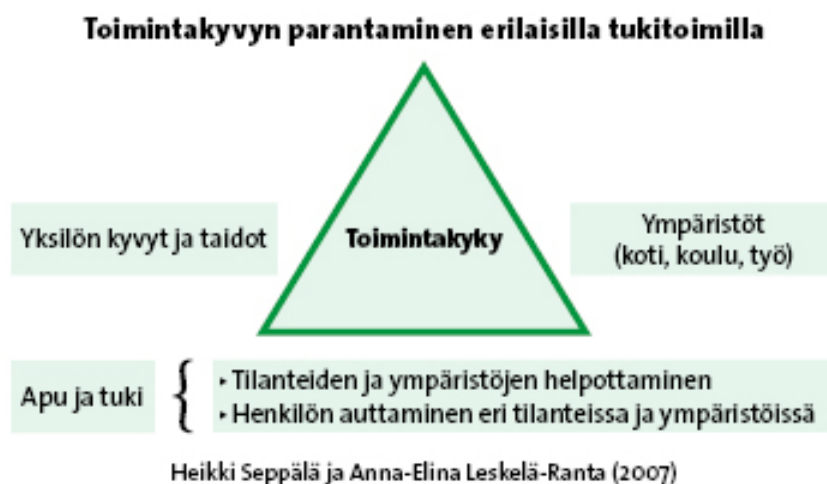 Toimintakyvyn parantaminen erilaisilla tukitoimilla
Yksilön kyvyt ja taidot
Toimintakyky
Ympäristöt
(koti, koulu, työ)
Apu ja tuki
‣ Tilanteiden ja ympäristöjen helpottaminen
‣ Henkilön auttaminen eri tilanteissa ja ympäristöissä
Heikki Seppälä ja Anna-Elina Leskelä-Ranta (2007)